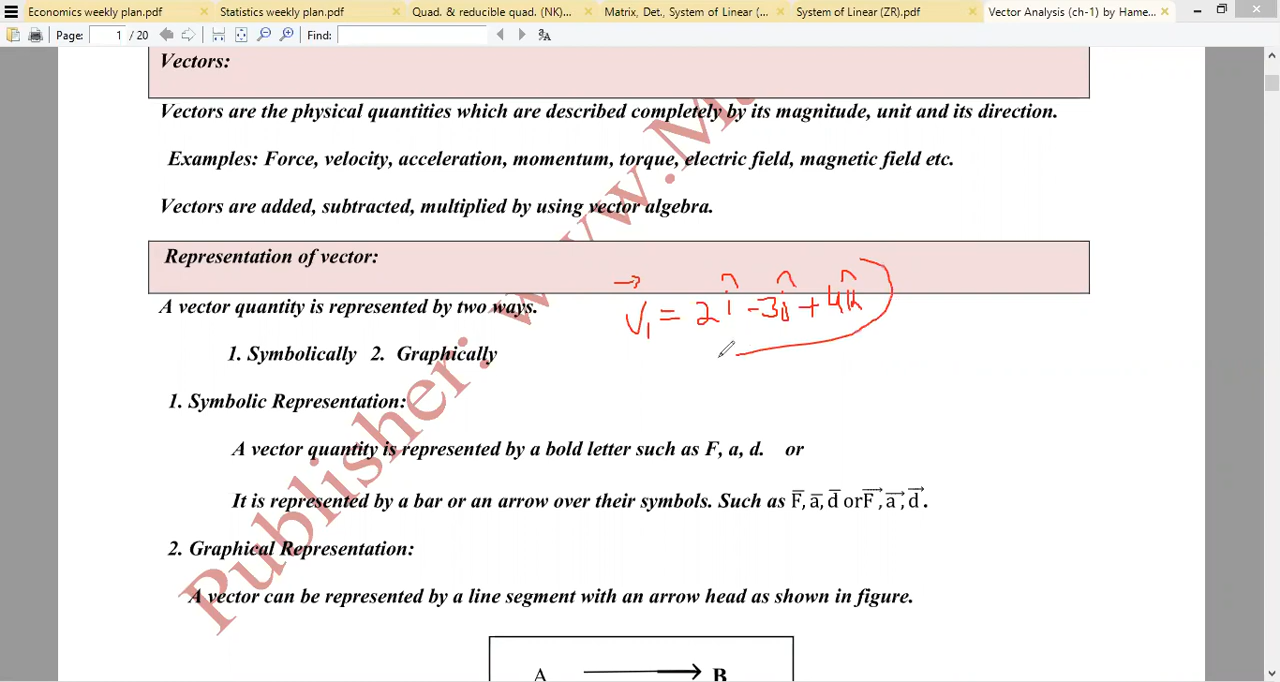 Economics weekly plan.pdf × Statistics weekly plan.pdf × Quad. & reducible quad. (NK)... × Matrix, Det., System of Linear (... × System of Linear (ZR).pdf × Vector Analysis (ch-1) by Hame... ×
Page: 1 / 20 Find:
Vectors:
Vectors are the physical quantities which are described completely by its magnitude, unit and its direction.
Examples: Force, velocity, acceleration, momentum, torque, electric field, magnetic field etc.
Vectors are added, subtracted, multiplied by using vector algebra.
Representation of vector:
A vector quantity is represented by two ways.
V⃗₁ = 2î - 3ĵ + 4k̂
1. Symbolically 2. Graphically
1. Symbolic Representation:
A vector quantity is represented by a bold letter such as F, a, d. or
It is represented by a bar or an arrow over their symbols. Such as F̅, a̅, d̅ orF⃗ ,a⃗ ,d⃗ .
2. Graphical Representation:
A vector can be represented by a line segment with an arrow head as shown in figure.
A B
Publisher: www.M